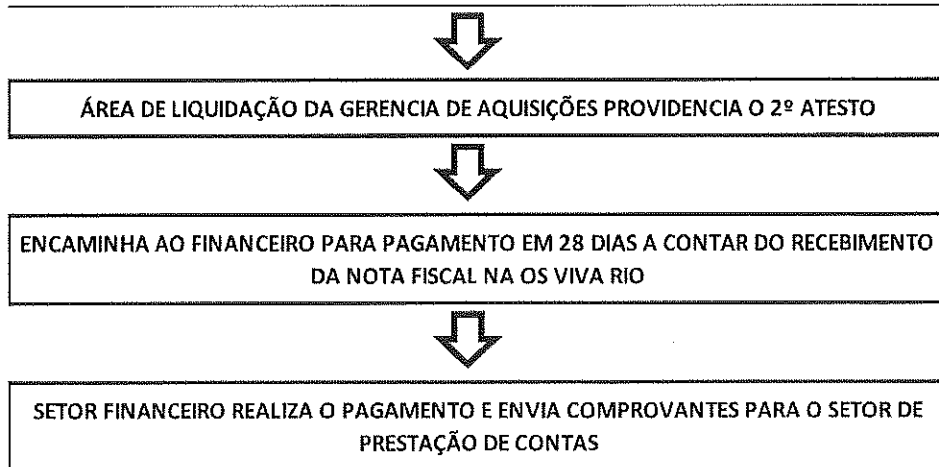 ÁREA DE LIQUIDAÇÃO DA GERENCIA DE AQUISIÇÕES PROVIDENCIA O 2º ATESTO
ENCAMINHA AO FINANCEIRO PARA PAGAMENTO EM 28 DIAS A CONTAR DO RECEBIMENTO
DA NOTA FISCAL NA OS VIVA RIO
SETOR FINANCEIRO REALIZA O PAGAMENTO E ENVIA COMPROVANTES PARA O SETOR DE
PRESTAÇÃO DE CONTAS